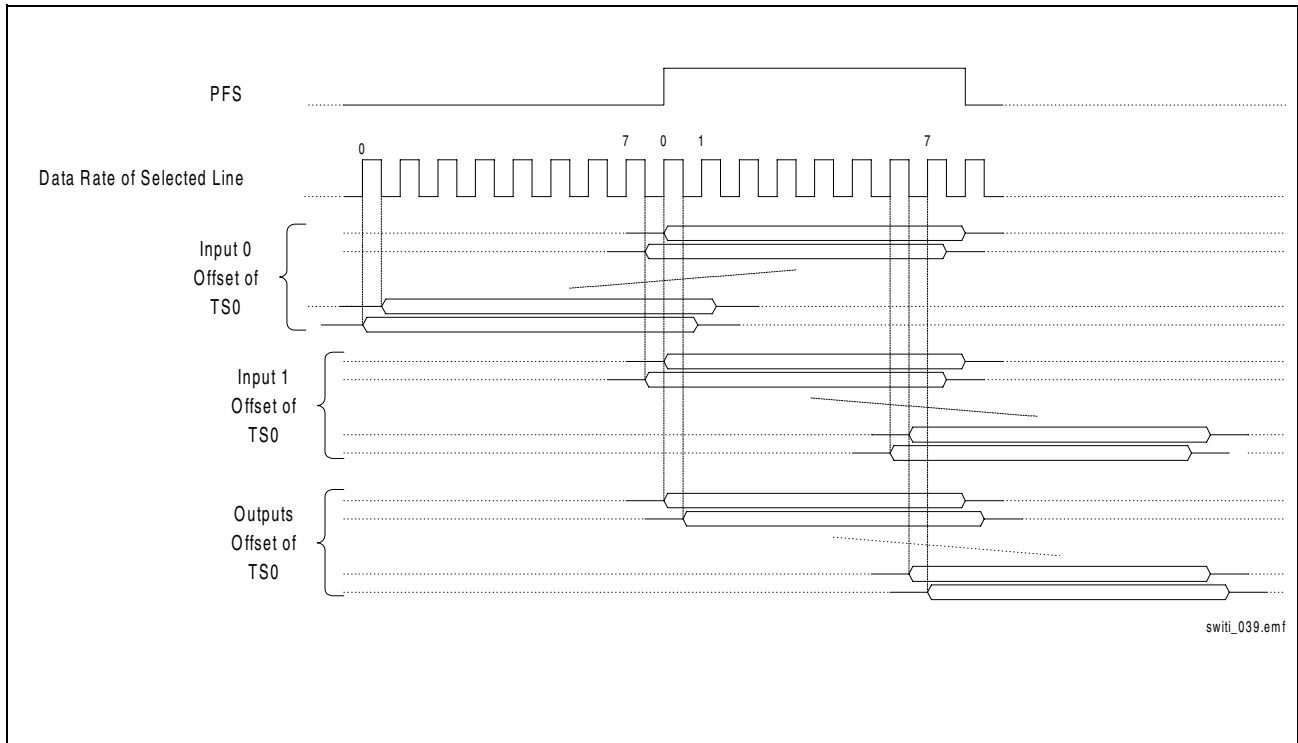 PFS
0 7 0 1 7
Data Rate of Selected Line
Input 0
Offset of
TS0
Input 1
Offset of
TS0
Outputs
Offset of
TS0
switi_039.emf